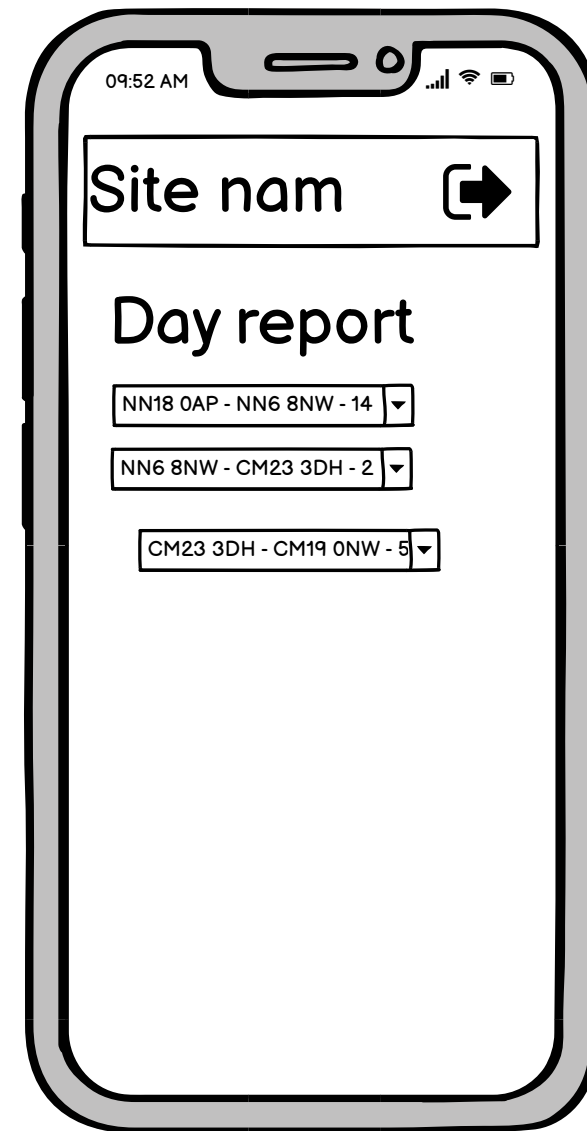 09:52 AM
Site nam
Day report
NN18 0AP - NN6 8NW - 14
NN6 8NW - CM23 3DH - 2
CM23 3DH - CM19 0NW - 5